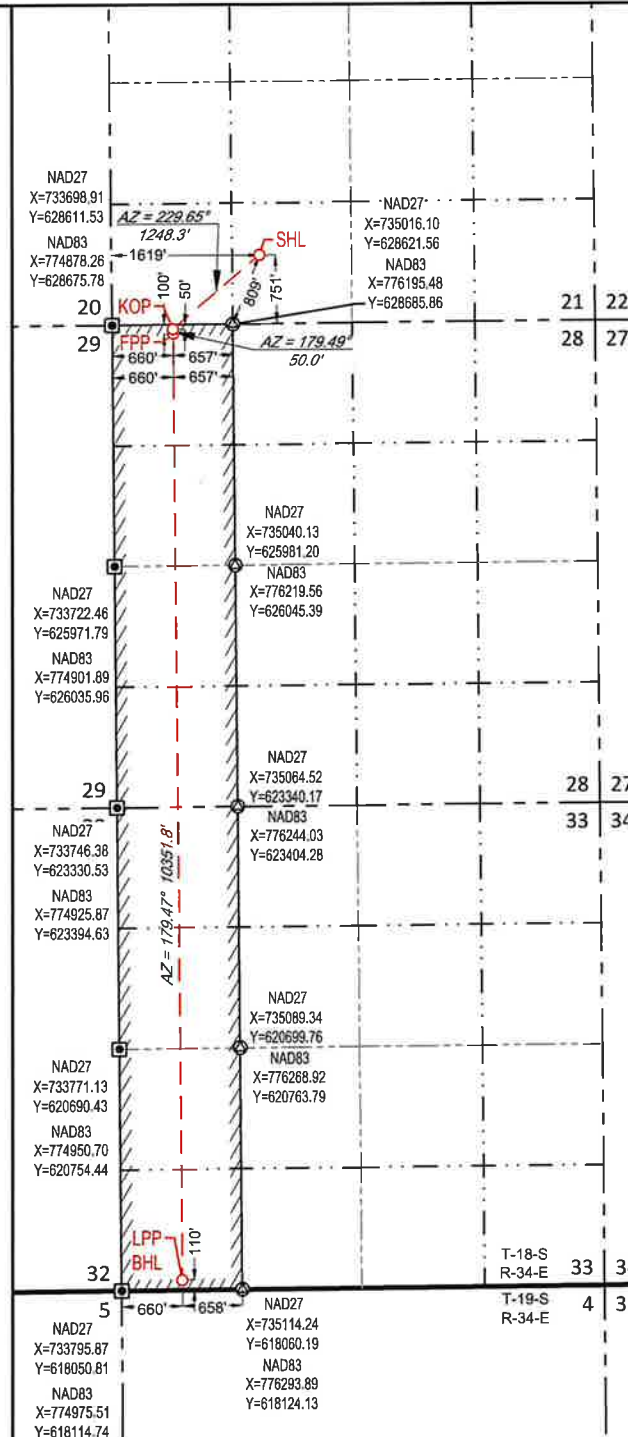 NAD27
X=733698.91
Y=628611.53
NAD83
X=774878.26
Y=628675.78
AZ = 229.65°
1248.3'
1619'
SHL
NAD27
X=735016.10
Y=628621.56
NAD83
X=776195.48
Y=628685.86
100'
50'
809'
751'
20
KOP
21
22
29
FPP
28
27
660'
657'
AZ = 179.49°
50.0'
660'
657'
NAD27
X=735040.13
Y=625981.20
NAD83
X=776219.56
Y=626045.39
NAD27
X=733722.46
Y=625971.79
NAD83
X=774901.89
Y=626035.96
NAD27
X=735064.52
Y=623340.17
NAD83
X=776244.03
Y=623404.28
29
28
27
33
34
NAD27
X=733746.38
Y=623330.53
NAD83
X=774925.87
Y=623394.63
AZ = 179.47° 10351.8'
NAD27
X=735089.34
Y=620699.76
NAD83
X=776268.92
Y=620763.79
NAD27
X=733771.13
Y=620690.43
NAD83
X=774950.70
Y=620754.44
LPP
BHL
110'
32
T-18-S
R-34-E
33
3
5
660'
658'
T-19-S
R-34-E
4
3
NAD27
X=733795.87
Y=618050.81
NAD83
X=774975.51
Y=618114.74
NAD27
X=735114.24
Y=618060.19
NAD83
X=776293.89
Y=618124.13